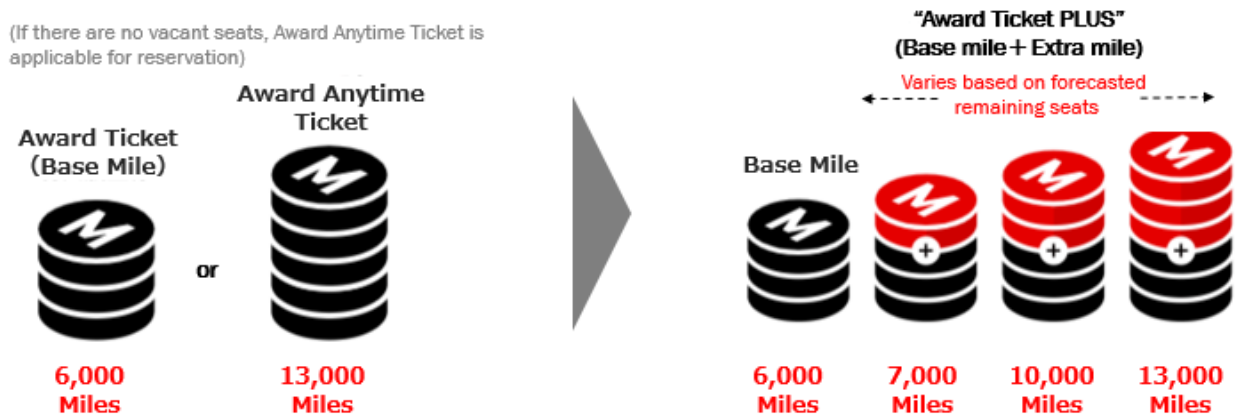 (If there are no vacant seats, Award Anytime Ticket is
applicable for reservation)
Award Ticket
(Base Mile)
M
6,000
Miles
or
Award Anytime
Ticket
M
13,000
Miles
“Award Ticket PLUS”
(Base mile＋Extra mile)
Varies based on forecasted
remaining seats
Base Mile
M
6,000
Miles
M
+
7,000
Miles
M
+
10,000
Miles
M
+
13,000
Miles